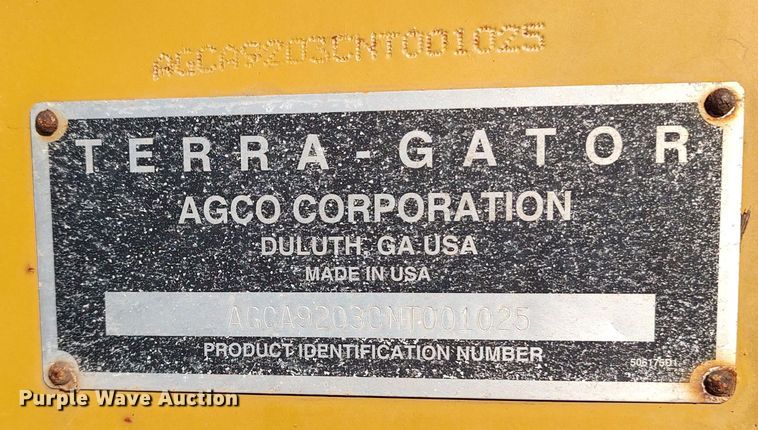 AGCA9203CNT001025
TERRA-GATOR
AGCO CORPORATION
DULUTH, GA.USA
MADE IN USA
AGCA9203CNT001025
PRODUCT IDENTIFICATION NUMBER
Purple Wave Auction